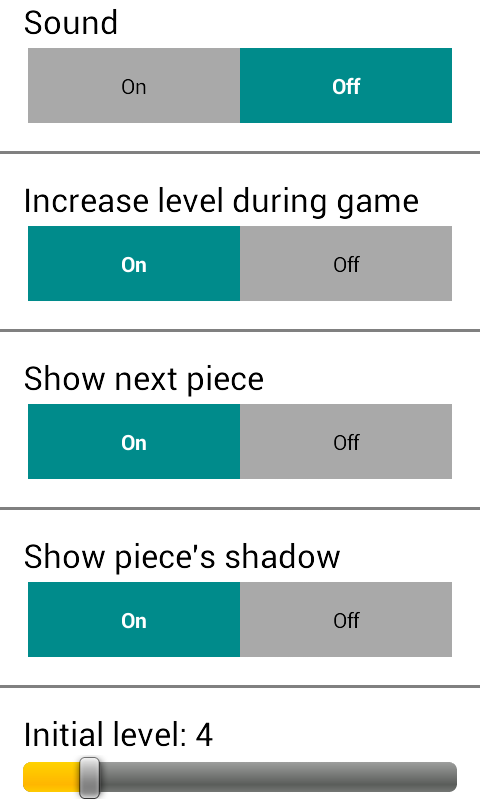 Sound
On Off
Increase level during game
On Off
Show next piece
On Off
Show piece's shadow
On Off
Initial level: 4